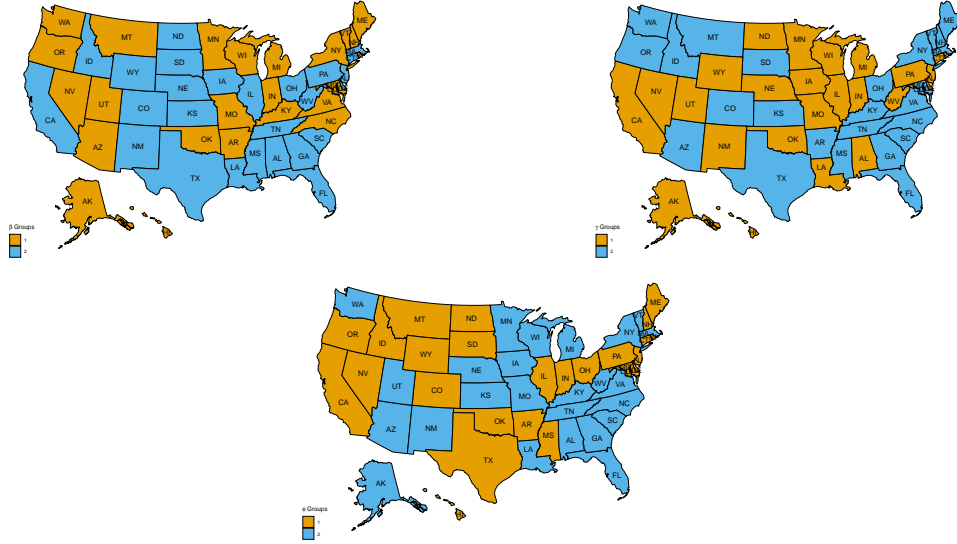 WA
MT
ND
MN
ME
OR
ID
SD
WI
NY
MI
WY
IA
PA
NV
NE
IL
IN
OH
UT
CO
KS
MO
KY
WV
VA
CA
NC
AZ
NM
OK
AR
TN
SC
MS
AL
GA
TX
LA
FL
AK
β Groups
1
2
WA
MT
ND
MN
ME
OR
ID
SD
WI
NY
MI
WY
IA
PA
NV
NE
IL
IN
OH
UT
CO
KS
MO
KY
WV
VA
CA
NC
AZ
NM
OK
AR
TN
SC
MS
AL
GA
TX
LA
FL
AK
γ Groups
1
2
WA
MT
ND
MN
ME
OR
ID
SD
WI
NY
MI
WY
IA
PA
NV
NE
IL
IN
OH
UT
CO
KS
MO
KY
WV
VA
CA
NC
AZ
NM
OK
AR
TN
SC
MS
AL
GA
TX
LA
FL
AK
Groups
1
2